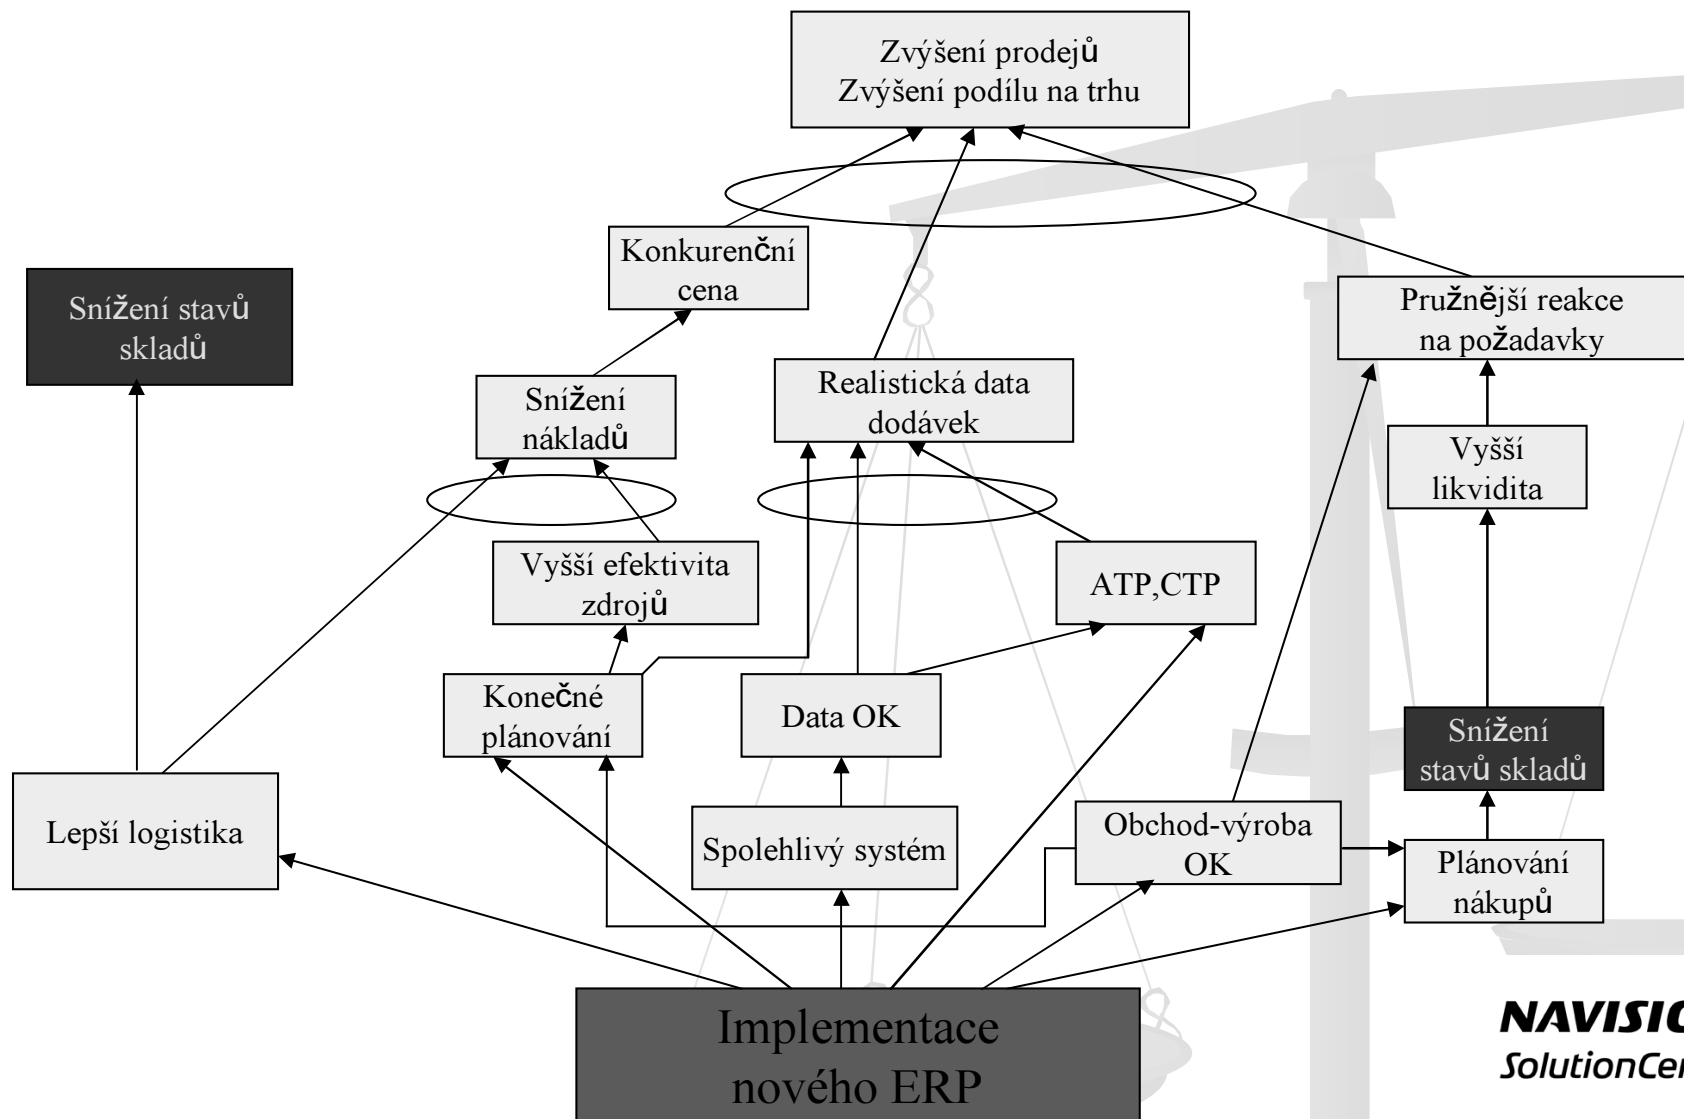 Zvýšení prodejů
Zvýšení podílu na trhu
Konkurenční
cena
Snížení stavů
skladů
Pružnější reakce
na požadavky
Realistická data
dodávek
Snížení
nákladů
Vyšší
likvidita
Vyšší efektivita
zdrojů
ATP,CTP
Konečné
plánování
Data OK
Snížení
stavů skladů
Lepší logistika
Spolehlivý systém
Obchod-výroba
OK
Plánování
nákupů
Implementace
nového ERP